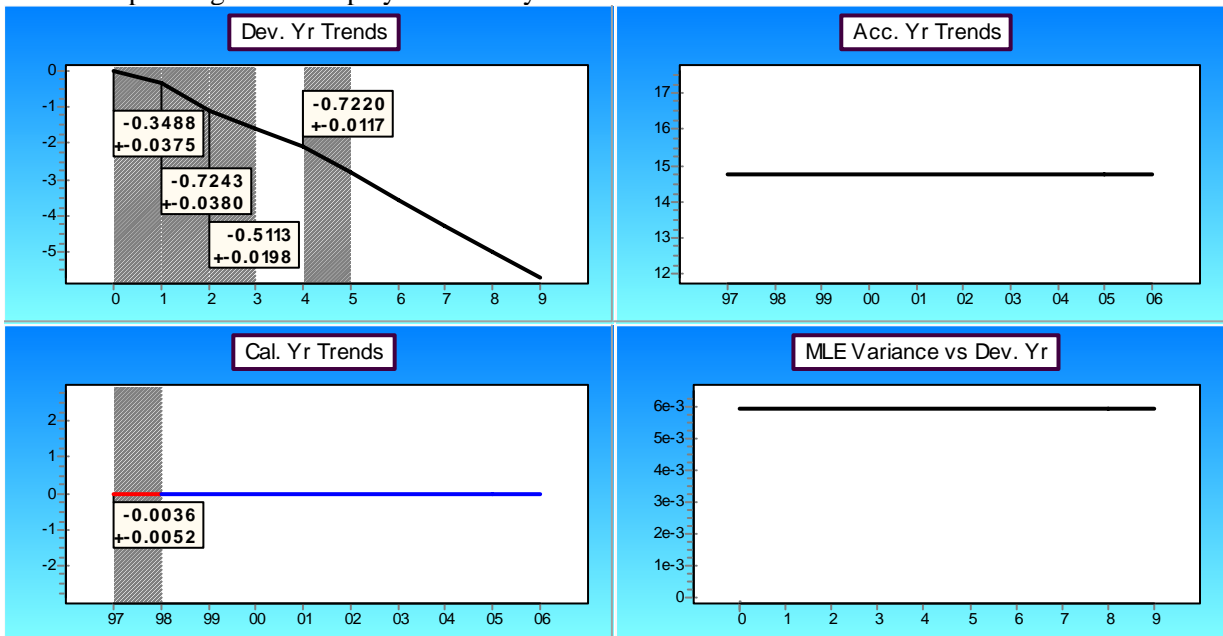 Dev. Yr Trends
0
-1
-2
-3
-4
-5
-0.3488
+-0.0375
-0.7243
+-0.0380
-0.5113
+-0.0198
-0.7220
+-0.0117
0 1 2 3 4 5 6 7 8 9
Acc. Yr Trends
17
16
15
14
13
12
97 98 99 00 01 02 03 04 05 06
Cal. Yr Trends
2
1
0
-1
-2
-0.0036
+-0.0052
97 98 99 00 01 02 03 04 05 06
MLE Variance vs Dev. Yr
6e-3
5e-3
4e-3
3e-3
2e-3
1e-3
0
0 1 2 3 4 5 6 7 8 9